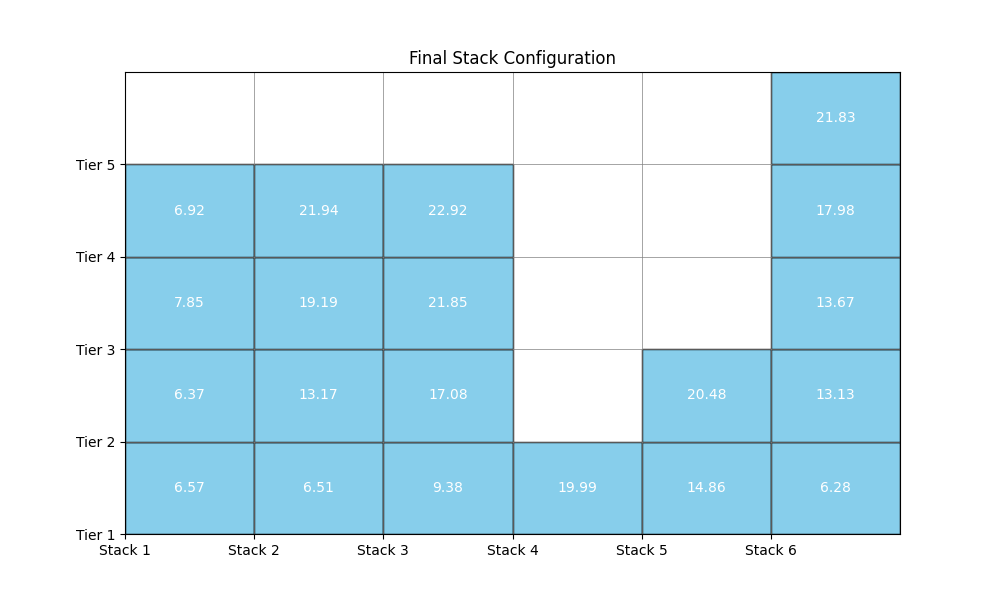 Final Stack Configuration
21.83
Tier 5
6.92 21.94 22.92 17.98
Tier 4
7.85 19.19 21.85 13.67
Tier 3
6.37 13.17 17.08 20.48 13.13
Tier 2
6.57 6.51 9.38 19.99 14.86 6.28
Tier 1
Stack 1 Stack 2 Stack 3 Stack 4 Stack 5 Stack 6